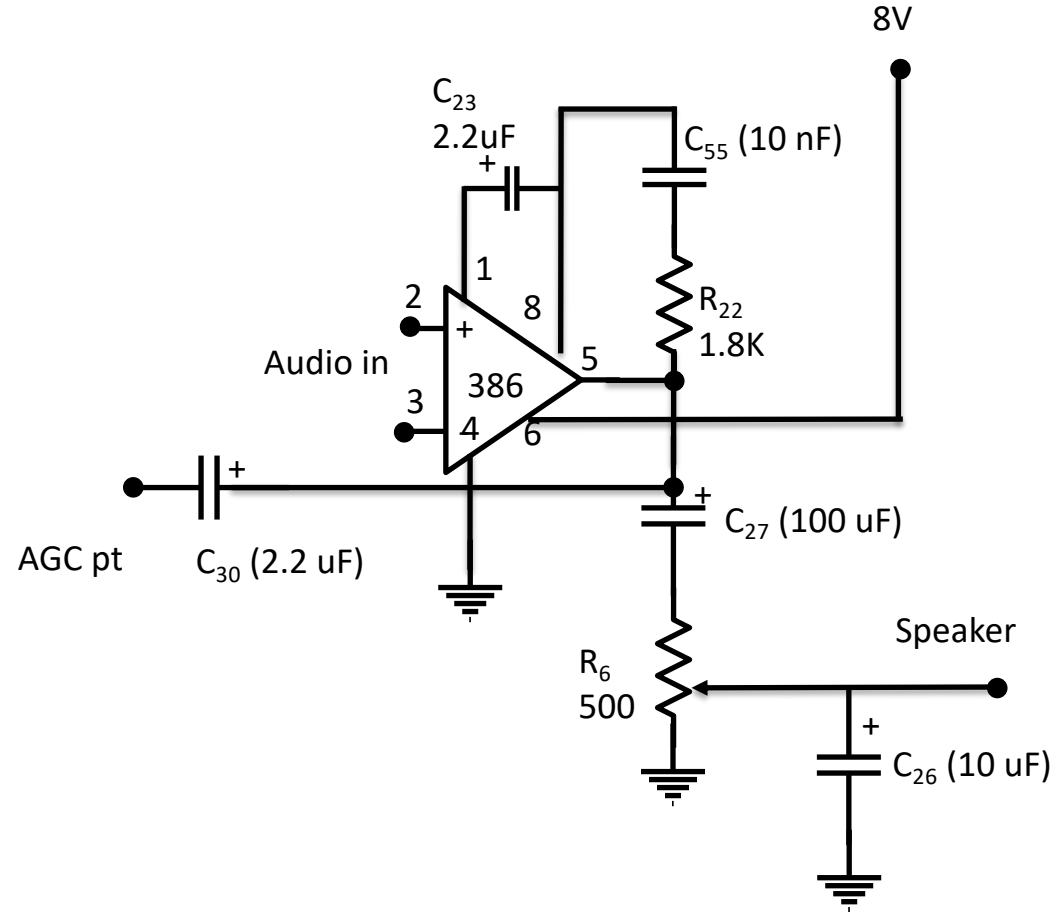 8V
C₂₃
2.2uF
+
C₅₅ (10 nF)
1
2
8
R₂₂
1.8K
+
5
Audio in
386
3
4
6
+
+
C₂₇ (100 uF)
AGC pt
C₃₀ (2.2 uF)
Speaker
R₆
500
+
C₂₆ (10 uF)